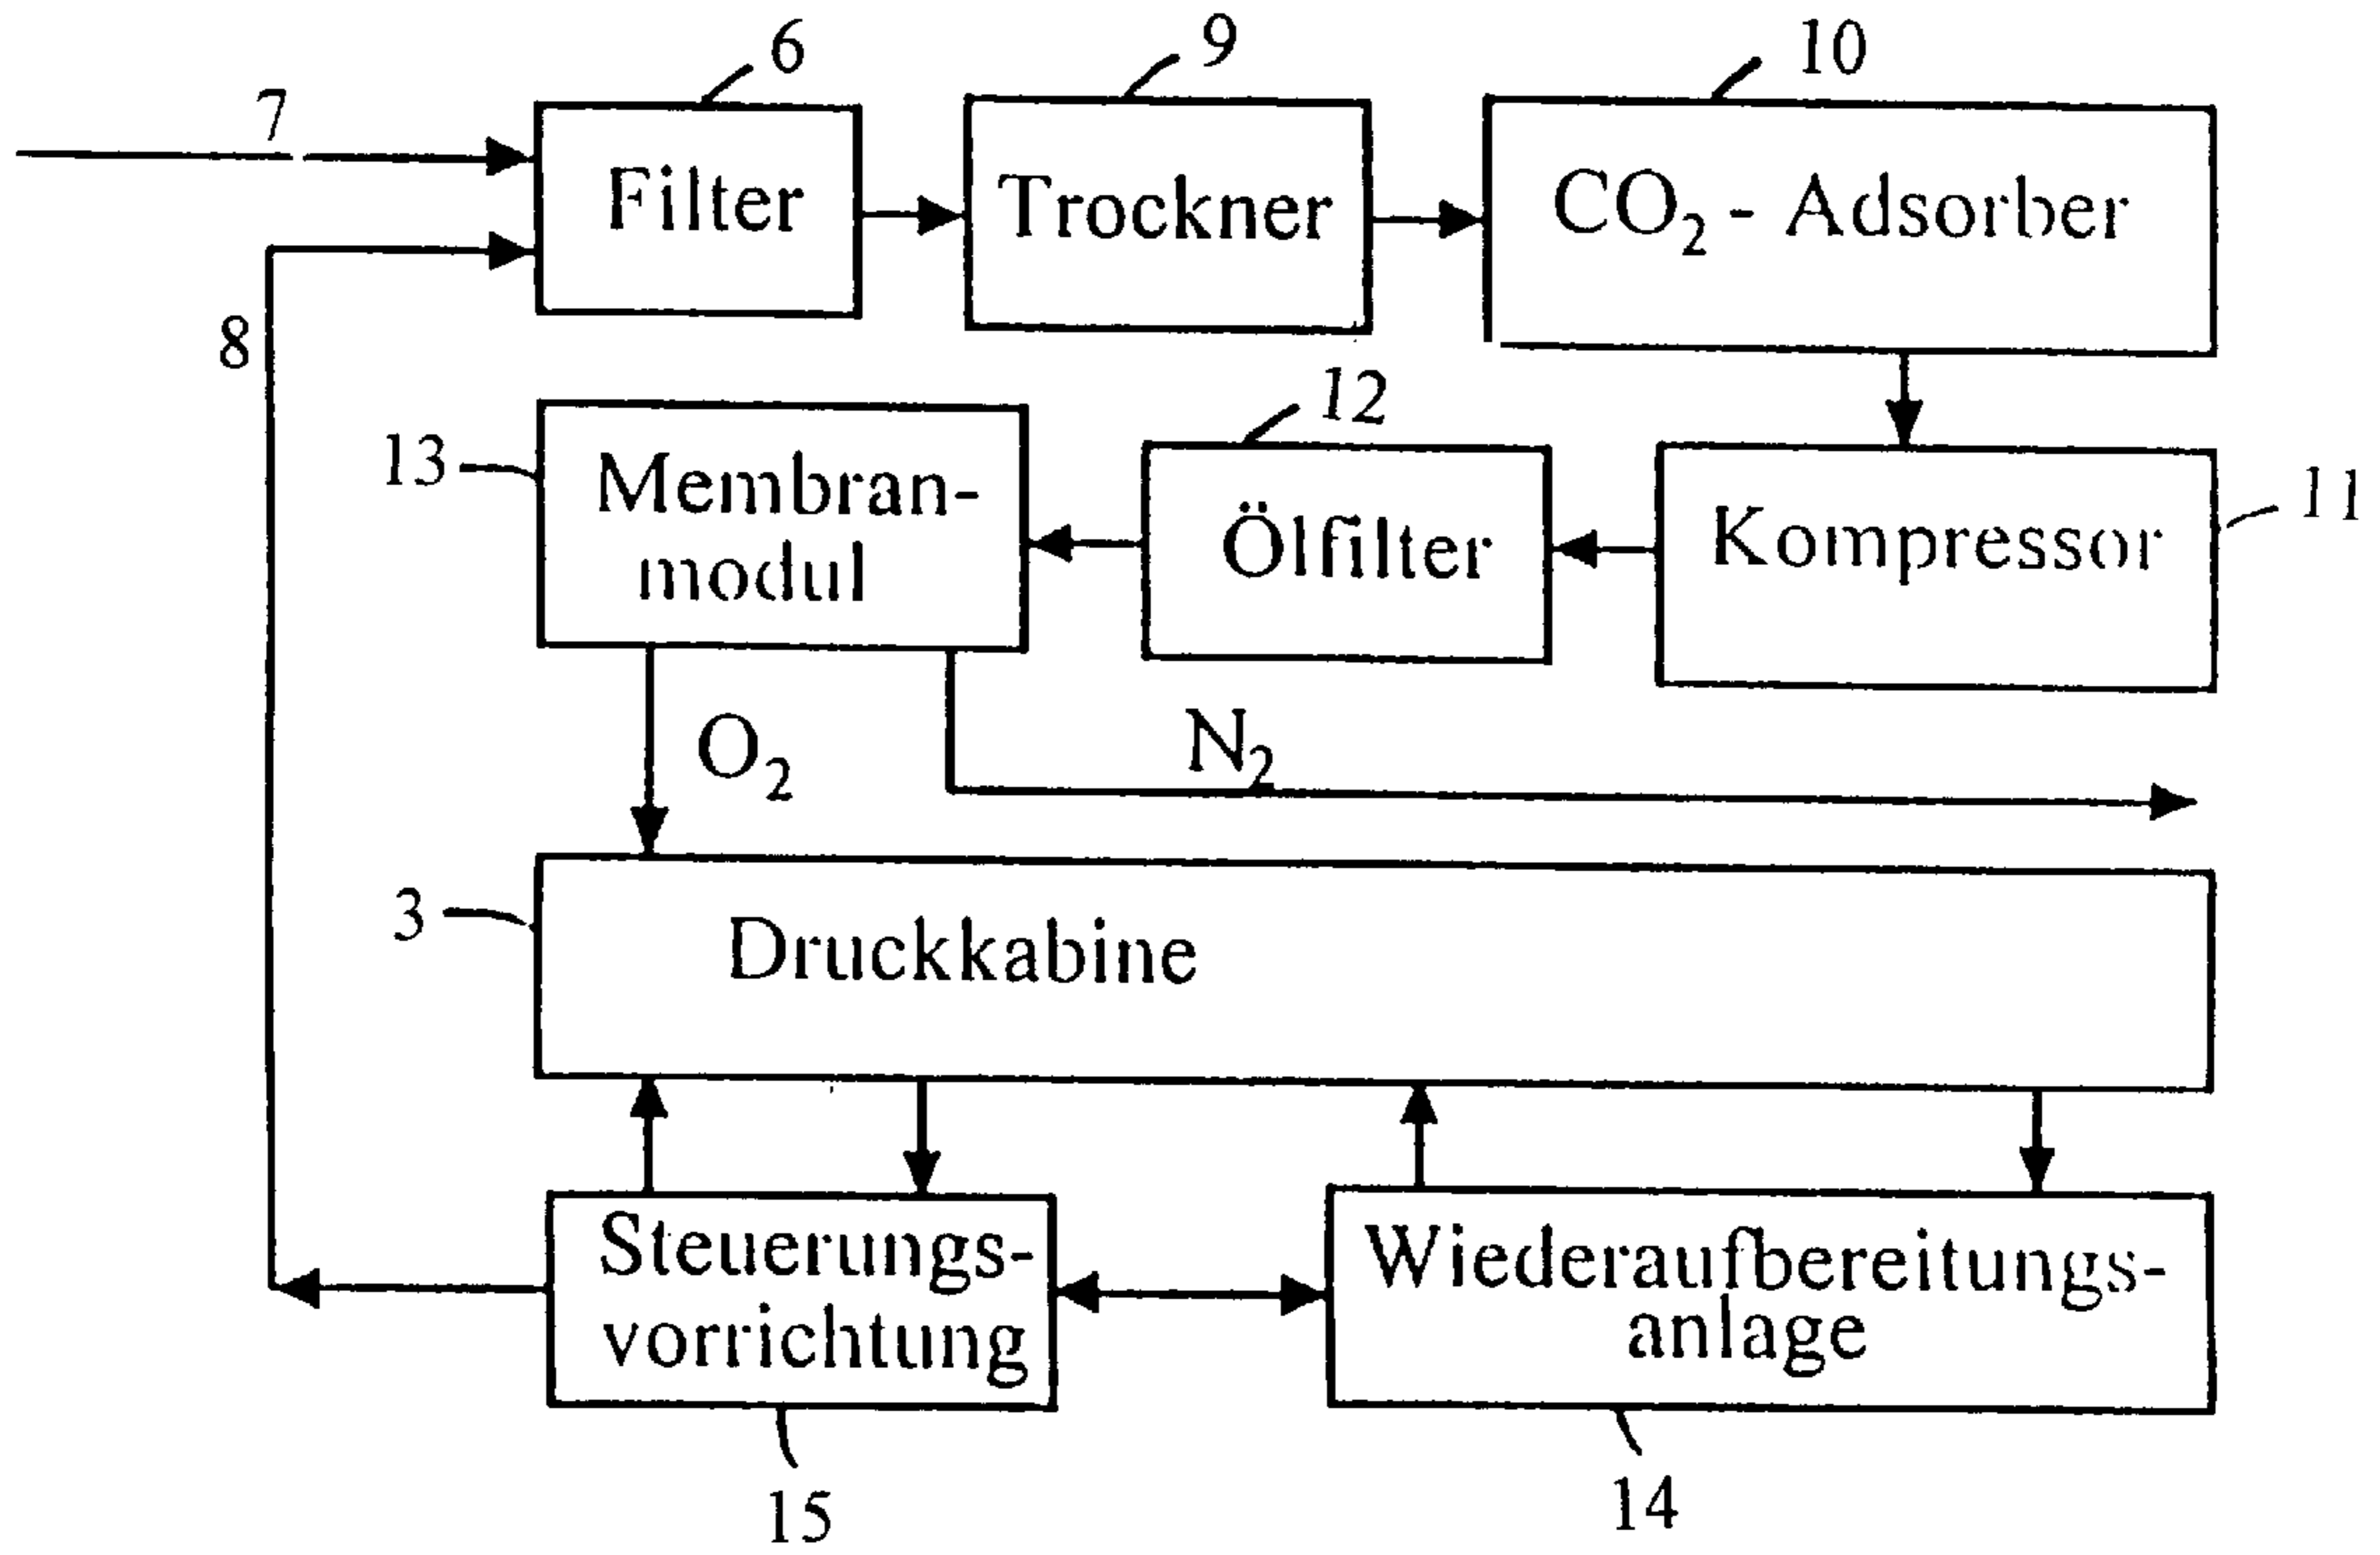 6
9
10
7
Filter
Trockner
CO₂ - Adsorber
8
12
13
Membran-
modul
Ölfilter
Kompressor
11
O₂
N₂
3
Druckkabine
Steuerungs-
vorrichtung
Wiederaufbereitungs-
anlage
15
14